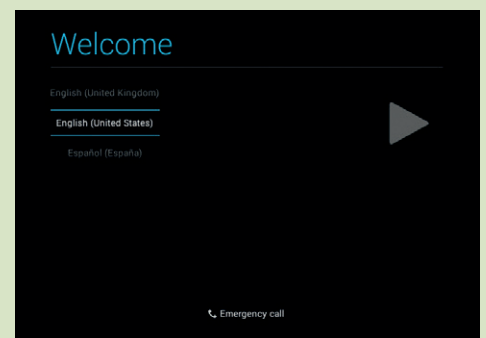 Welcome
English (United Kingdom)
English (United States)
Español (España)
Emergency call